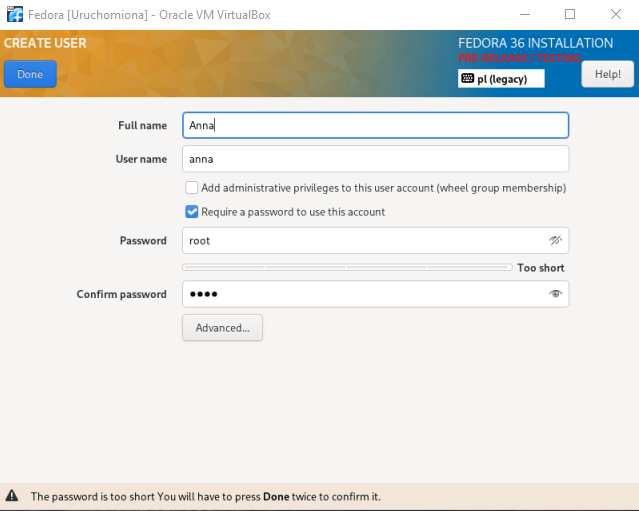 Fedora [Uruchomiona] - Oracle VM VirtualBox
CREATE USER
FEDORA 36 INSTALLATION
PRE-RELEASE / TESTING
Done
pl (legacy)
Help!
Full name
Anna
User name
anna
Add administrative privileges to this user account (wheel group membership)
Require a password to use this account
Password
root
Too short
Confirm password
●●●●
Advanced...
The password is too short You will have to press Done twice to confirm it.